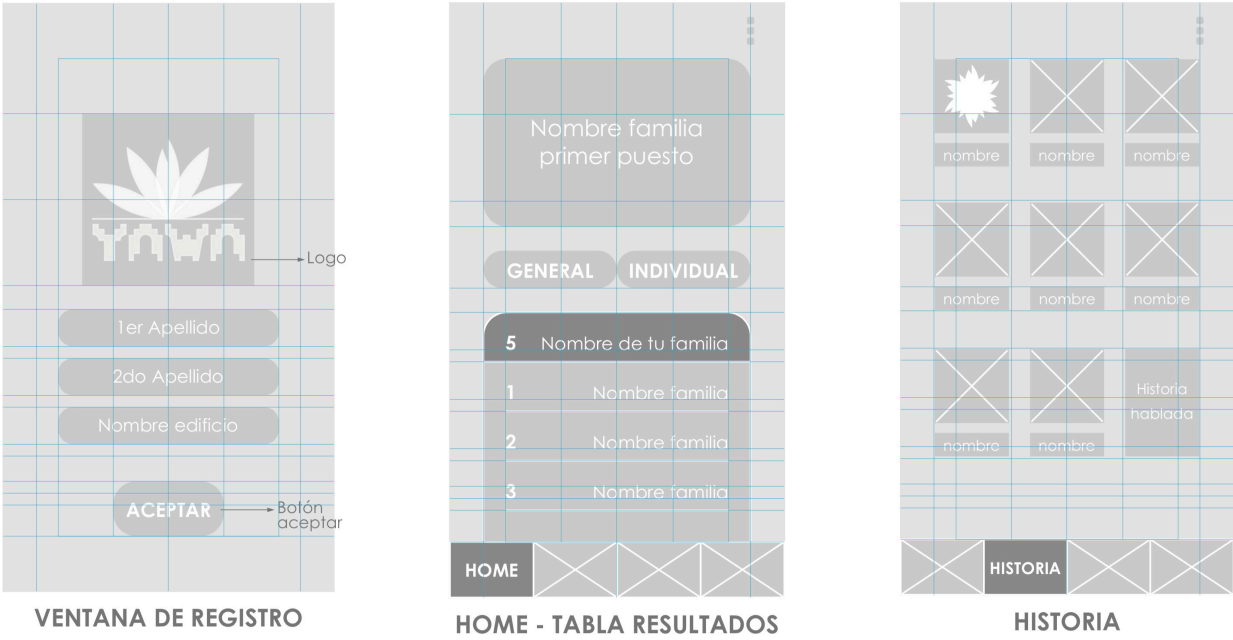 YAWA
Logo
1er Apellido
2do Apellido
Nombre edificio
ACEPTAR
Botón
aceptar
VENTANA DE REGISTRO
Nombre familia
primer puesto
GENERAL
INDIVIDUAL
5 Nombre de tu familia
1 Nombre familia
2 Nombre familia
3 Nombre familia
HOME
HOME - TABLA RESULTADOS
nombre nombre nombre
nombre nombre nombre
Historia
hablada
nombre nombre
HISTORIA
HISTORIA